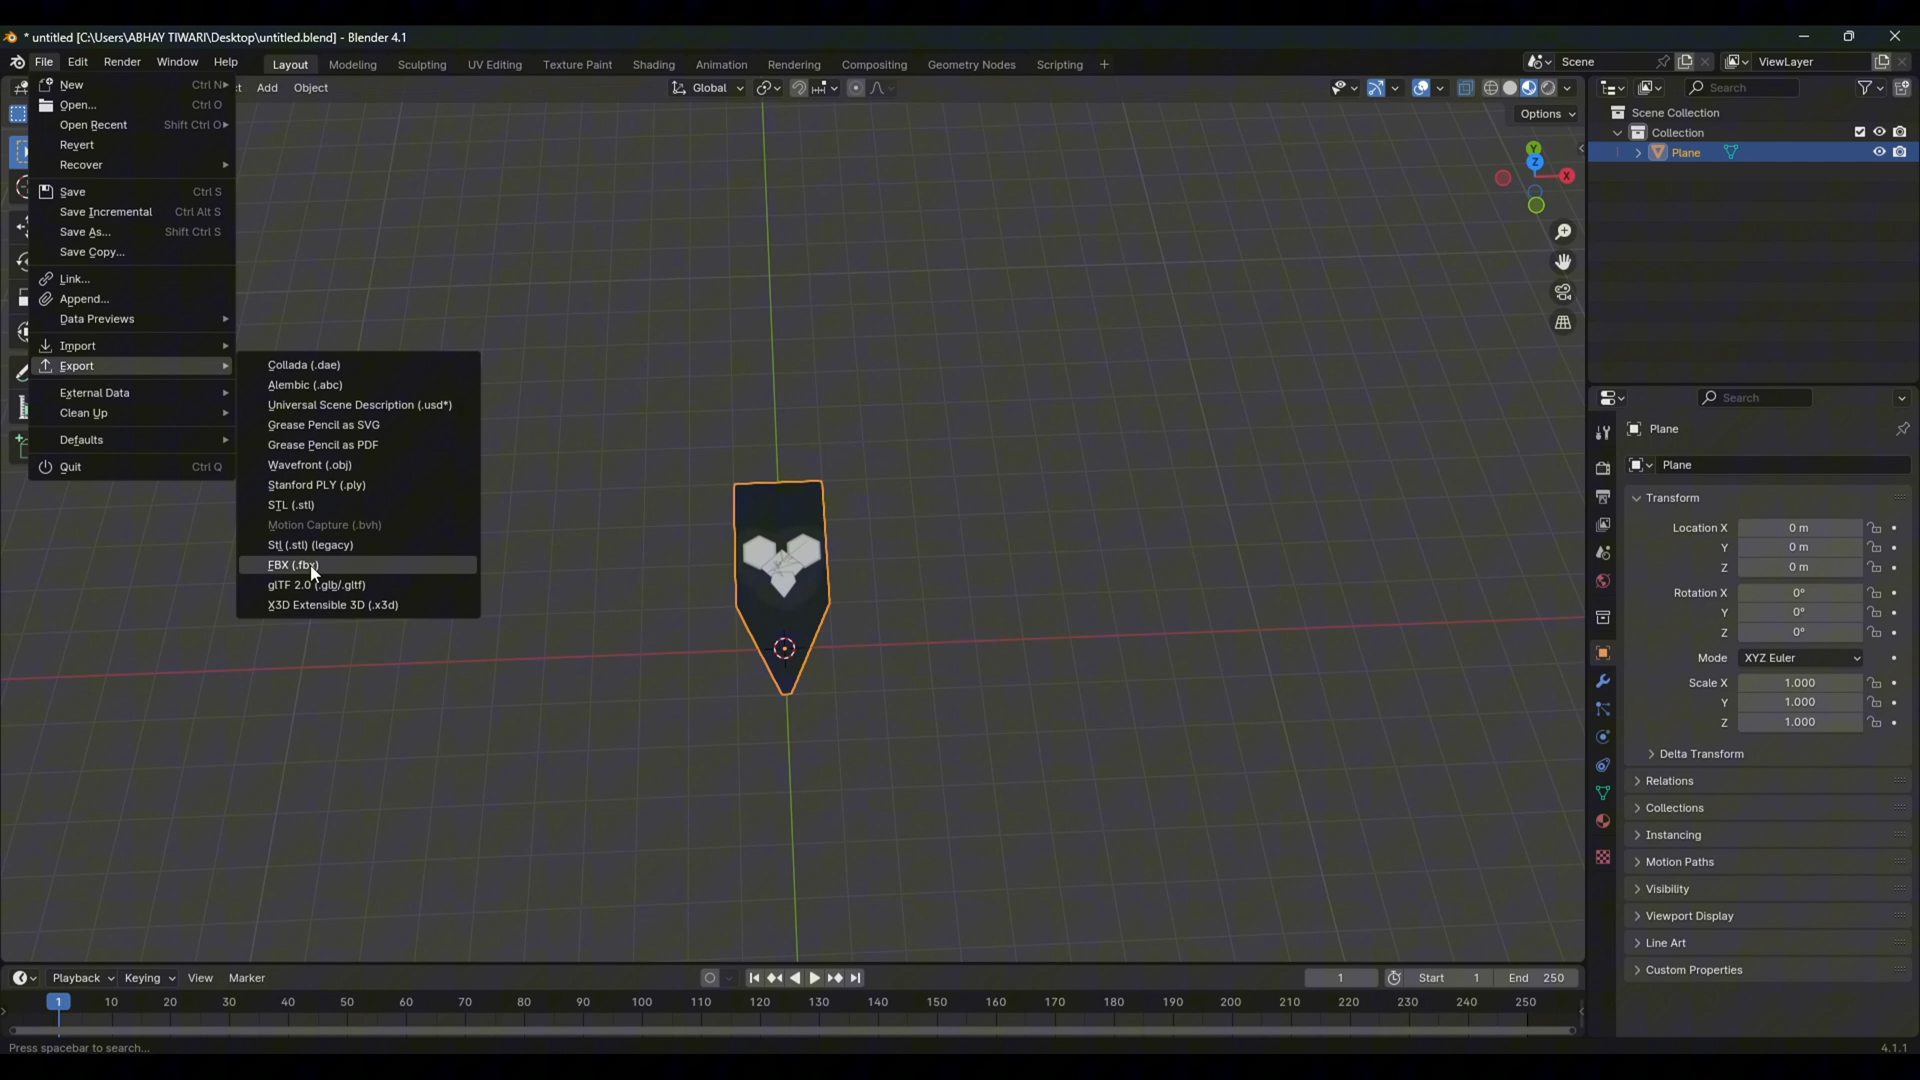 * untitled [C:\Users\ABHAY TIWARI\Desktop\untitled.blend] - Blender 4.1
File Edit Render Window Help Layout Modeling Sculpting UV Editing Texture Paint Shading Animation Rendering Compositing Geometry Nodes Scripting + Scene ViewLayer
New Ctrl N
Add Object Global Search
Open... Ctrl O
Options
Scene Collection
Open Recent Shift Ctrl O
Collection
Revert
Y
Plane
Z
Recover
X
Save Ctrl S
Save Incremental Ctrl Alt S
Save As... Shift Ctrl S
Save Copy...
Link...
Append...
Data Previews
Import
Export
Collada (.dae)
Alembic (.abc)
External Data
Universal Scene Description (.usd*)
Search
Clean Up
Grease Pencil as SVG
Plane
Defaults
Grease Pencil as PDF
Quit Ctrl Q
Wavefront (.obj)
Plane
Stanford PLY (.ply)
Transform
STL (.stl)
Motion Capture (.bvh)
Location X 0 m
Stl (.stl) (legacy)
Y 0 m
FBX (.fbx)
Z 0 m
glTF 2.0 (.glb/.gltf)
Rotation X 0°
X3D Extensible 3D (.x3d)
Y 0°
Z 0°
Mode XYZ Euler
Scale X 1.000
Y 1.000
Z 1.000
Delta Transform
Relations
Collections
Instancing
Motion Paths
Visibility
Viewport Display
Line Art
Custom Properties
Playback Keying View Marker 1 Start 1 End 250
1 10 20 30 40 50 60 70 80 90 100 110 120 130 140 150 160 170 180 190 200 210 220 230 240 250
Press spacebar to search... 4.1.1